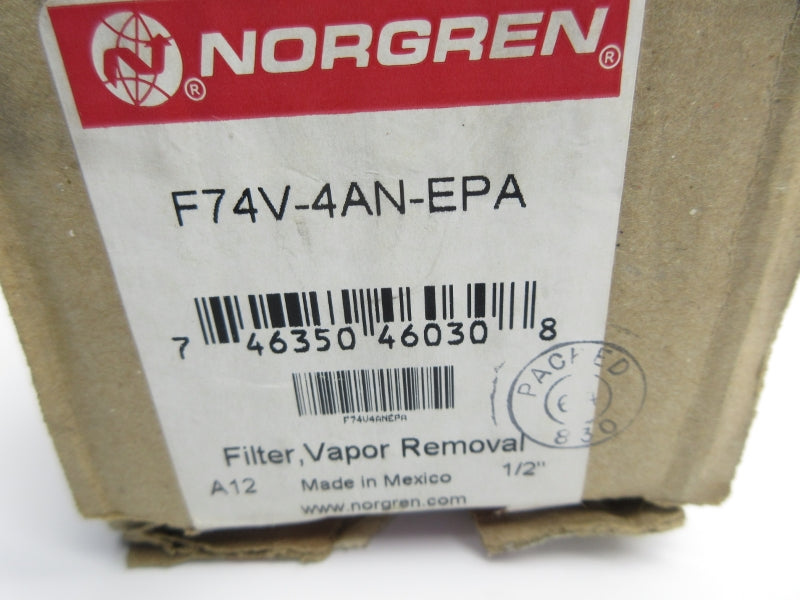 NORGREN®
®
F74V-4AN-EPA
7 46350 46030 8
F74V4ANEPA
PACKED
Filter,Vapor Removal
A12 Made in Mexico 1/2"
www.norgren.com